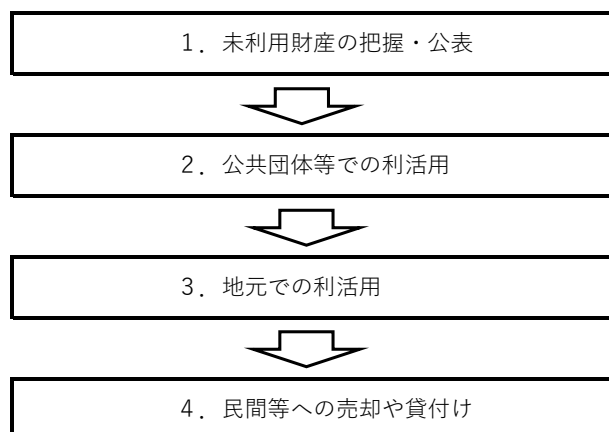 1．未利用財産の把握・公表
2．公共団体等での利活用
3．地元での利活用
4．民間等への売却や貸付け